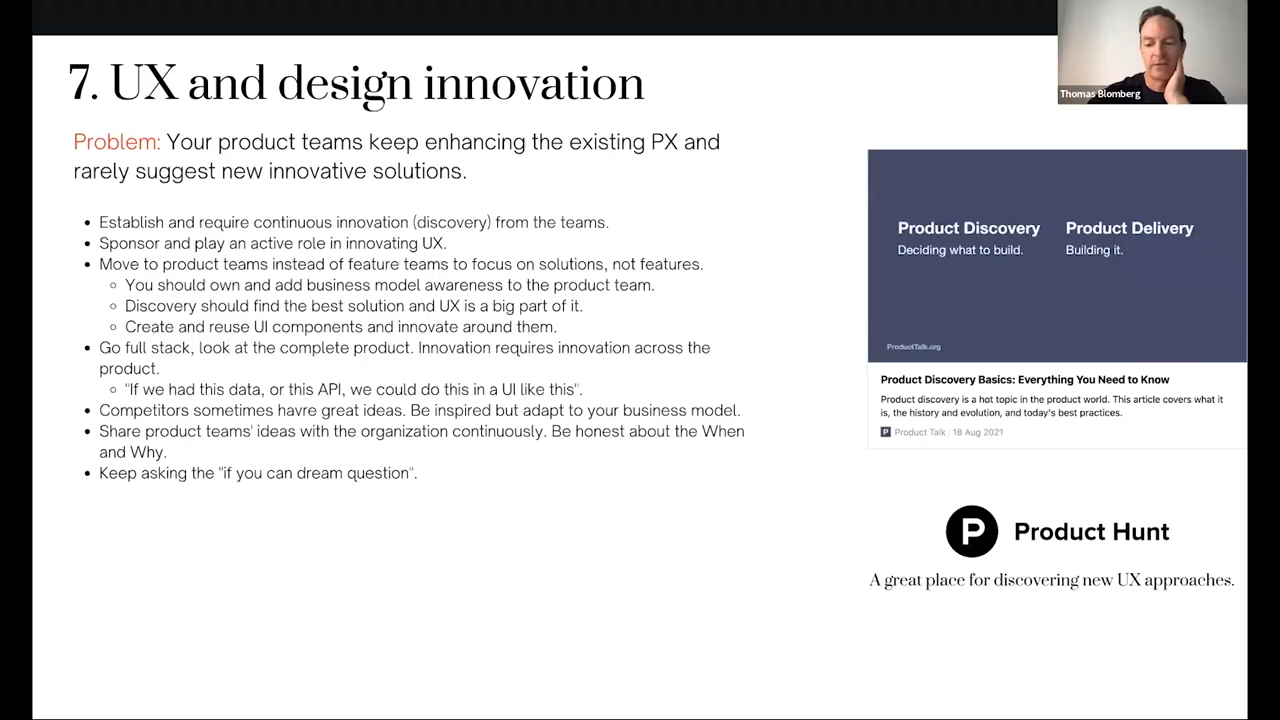 7. UX and design innovation
Thomas Blomberg
Problem: Your product teams keep enhancing the existing PX and
rarely suggest new innovative solutions.
• Establish and require continuous innovation (discovery) from the teams.
• Sponsor and play an active role in innovating UX.
• Move to product teams instead of feature teams to focus on solutions, not features.
◦ You should own and add business model awareness to the product team.
◦ Discovery should find the best solution and UX is a big part of it.
◦ Create and reuse UI components and innovate around them.
• Go full stack, look at the complete product. Innovation requires innovation across the
product.
◦ "If we had this data, or this API, we could do this in a UI like this".
• Competitors sometimes havre great ideas. Be inspired but adapt to your business model.
• Share product teams' ideas with the organization continuously. Be honest about the When
and Why.
• Keep asking the "if you can dream question".
Product Discovery
Deciding what to build.
Product Delivery
Building it.
ProductTalk.org
Product Discovery Basics: Everything You Need to Know
Product discovery is a hot topic in the product world. This article covers what it
is, the history and evolution, and today's best practices.
P Product Talk | 18 Aug 2021
P Product Hunt
A great place for discovering new UX approaches.